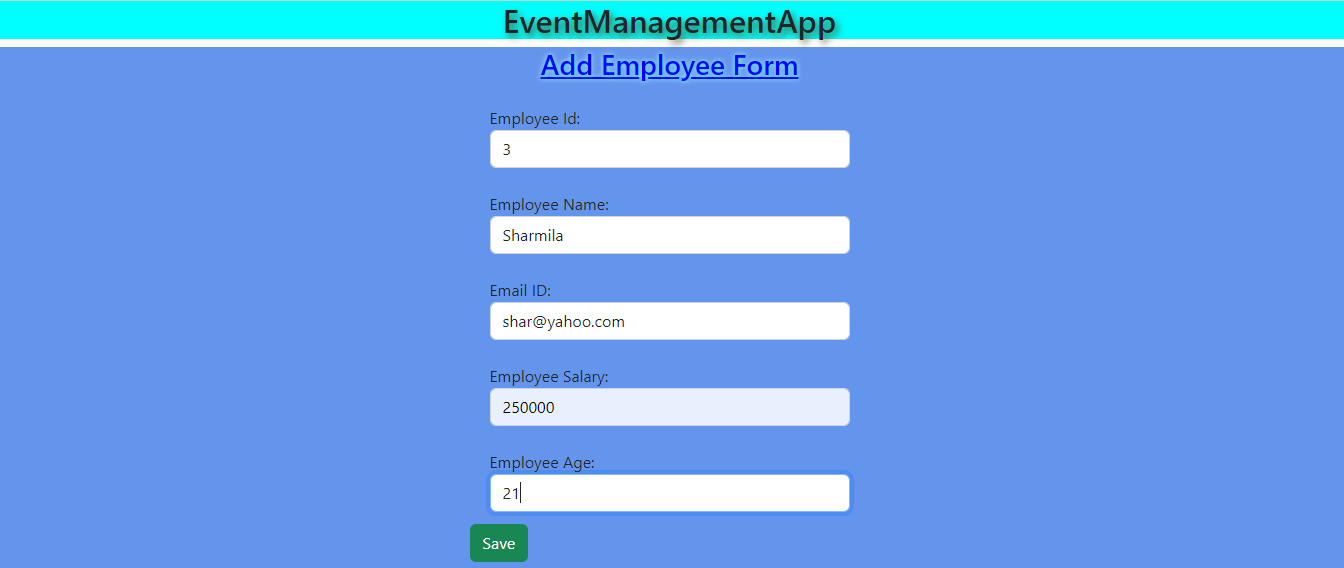 EventManagementApp
Add Employee Form
Employee Id:
3
Employee Name:
Sharmila
Email ID:
shar@yahoo.com
Employee Salary:
250000
Employee Age:
21
Save